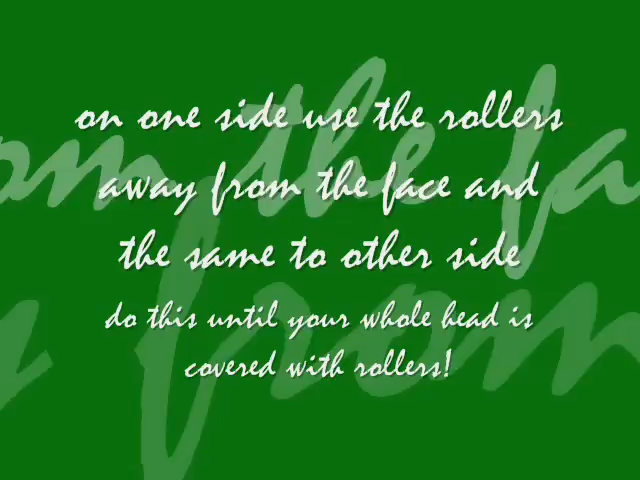 on one side use the rollers
away from the face and
the same to other side
do this until your whole head is
covered with rollers!